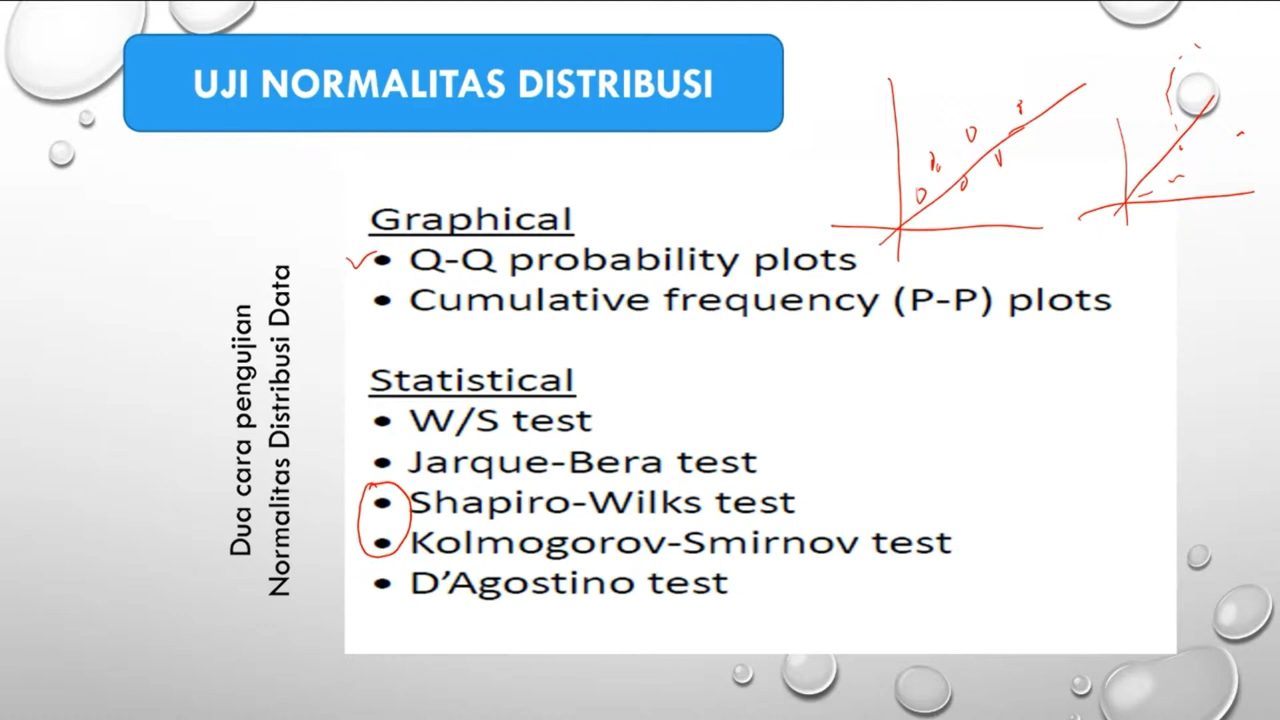 UJI NORMALITAS DISTRIBUSI
Dua cara pengujian
Normalitas Distribusi Data
Graphical
• Q-Q probability plots
• Cumulative frequency (P-P) plots
Statistical
• W/S test
• Jarque-Bera test
• Shapiro-Wilks test
• Kolmogorov-Smirnov test
• D’Agostino test